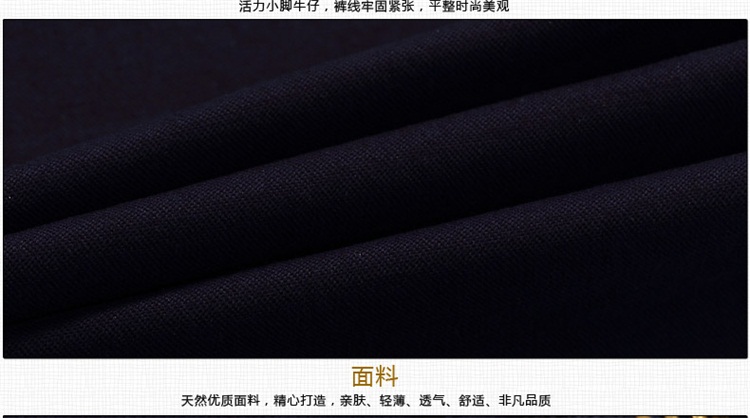 活力小脚牛仔，裤线牢固紧张，平整时尚美观
面料
天然优质面料，精心打造，亲肤、轻薄、透气、舒适、非凡品质